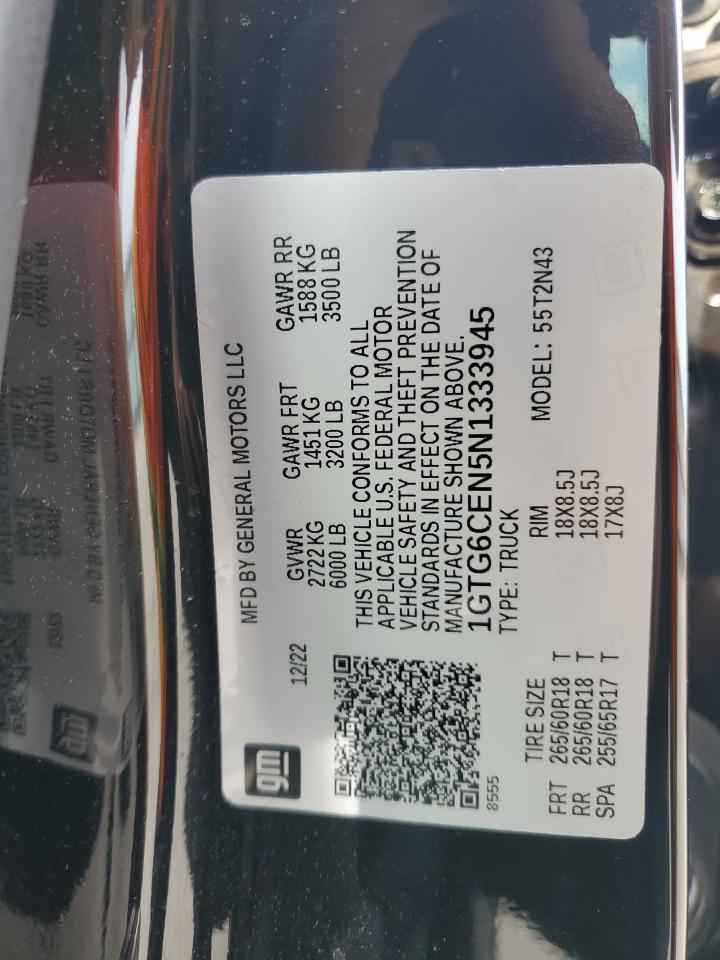 gm
MFD BY GENERAL MOTORS LLC
12/22
GVWR GAWR FRT GAWR RR
2722 KG 1451 KG 1588 KG
6000 LB 3200 LB 3500 LB
THIS VEHICLE CONFORMS TO ALL
APPLICABLE U.S. FEDERAL MOTOR
VEHICLE SAFETY AND THEFT PREVENTION
STANDARDS IN EFFECT ON THE DATE OF
MANUFACTURE SHOWN ABOVE.
1GTG6CEN5N1333945
8555
TYPE: TRUCK
MODEL: 55T2N43
TIRE SIZE RIM
FRT 265/60R18 T 18X8.5J
RR 265/60R18 T 18X8.5J
SPA 255/65R17 T 17X8J